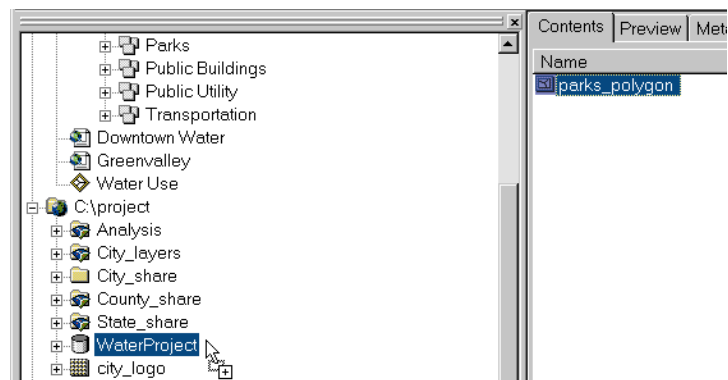 Parks
Public Buildings
Public Utility
Transportation
Downtown Water
Greenvalley
Water Use
C:\project
Analysis
City_layers
City_share
County_share
State_share
WaterProject
city_logo
Contents Preview Meta
Name
parks_polygon